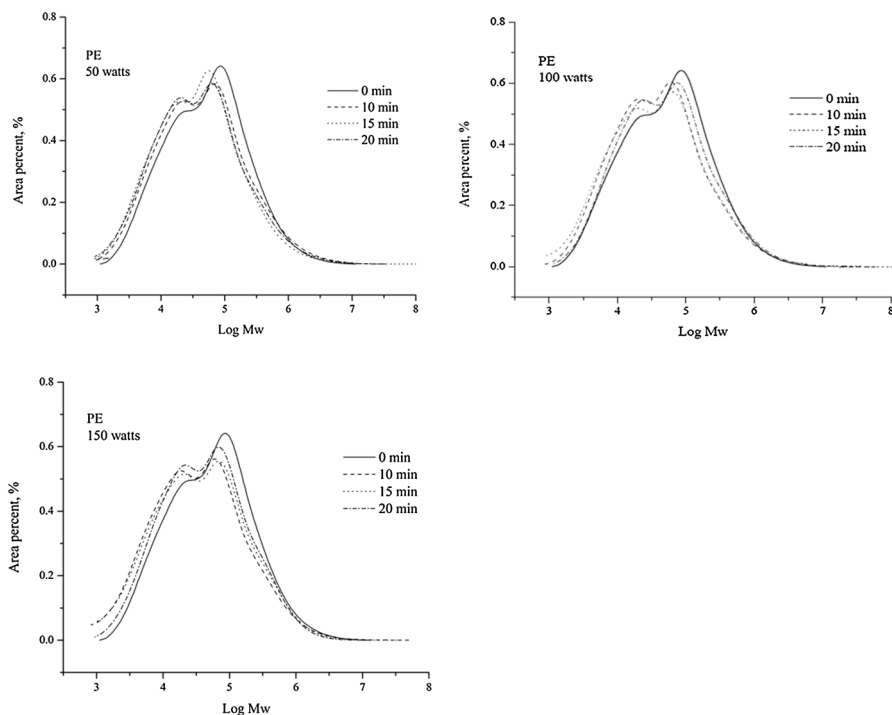 0.8
0.6
0.4
0.2
0.0
Area percent, %
PE
50 watts
0 min
10 min
15 min
20 min
3 4 5 6 7 8
Log Mw
0.8
0.6
0.4
0.2
0.0
Area percent, %
PE
100 watts
0 min
10 min
15 min
20 min
3 4 5 6 7 8
Log Mw
0.8
0.6
0.4
0.2
0.0
Area percent, %
PE
150 watts
0 min
10 min
15 min
20 min
3 4 5 6 7 8
Log Mw